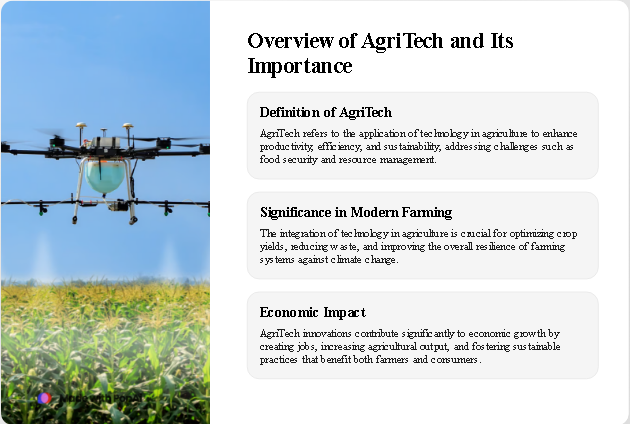 Overview of AgriTech and Its
Importance
Definition of AgriTech
AgriTech refers to the application of technology in agriculture to enhance
productivity, efficiency, and sustainability, addressing challenges such as
food security and resource management.
Significance in Modern Farming
The integration of technology in agriculture is crucial for optimizing crop
yields, reducing waste, and improving the overall resilience of farming
systems against climate change.
Economic Impact
AgriTech innovations contribute significantly to economic growth by
creating jobs, increasing agricultural output, and fostering sustainable
practices that benefit both farmers and consumers.
Made with